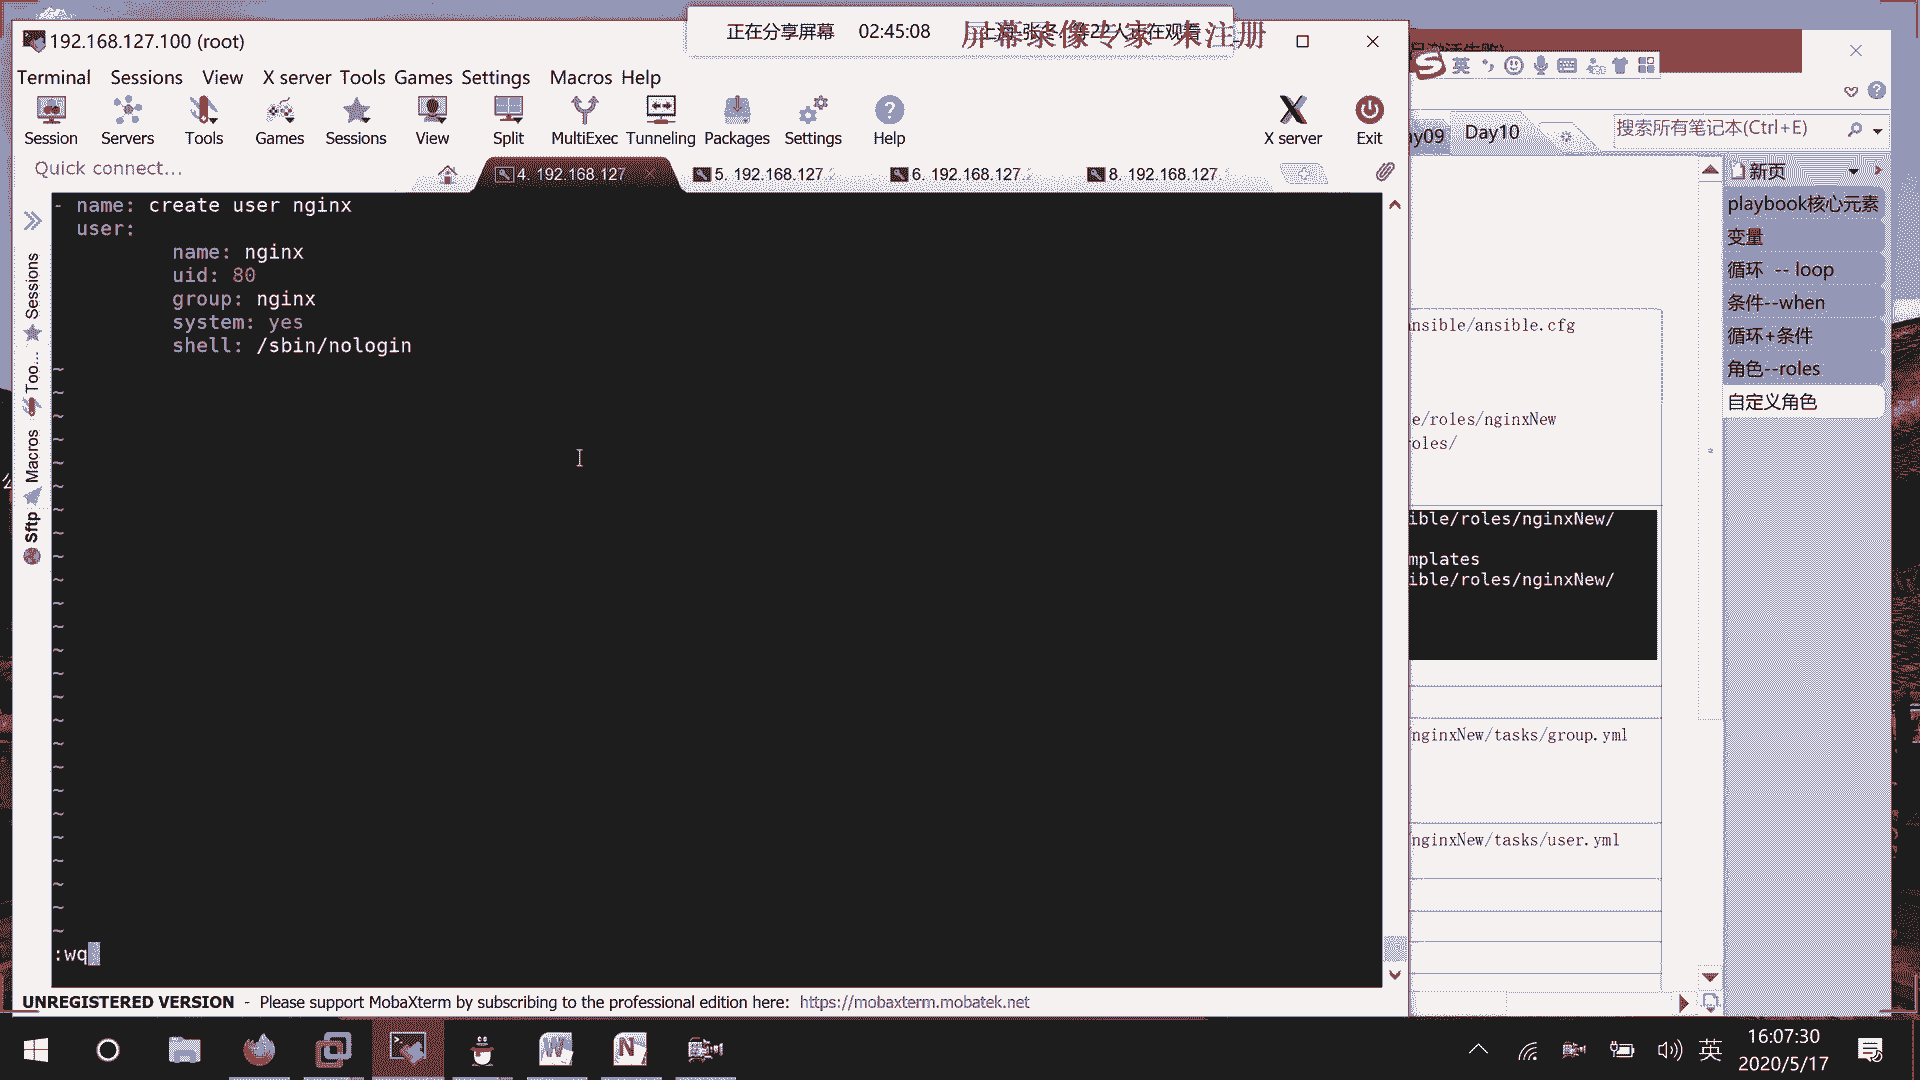 正在分享屏幕 02:45:08
屏幕录像专家 未注册
192.168.127.100 (root)
Terminal Sessions View X server Tools Games Settings Macros Help
Session Servers Tools Games Sessions View Split MultiExec Tunneling Packages Settings Help X server Exit
Quick connect...
4. 192.168.127
5. 192.168.127.
6. 192.168.127.
8. 192.168.127.
Sessions
Too...
Macros
Sftp
- name: create user nginx
user:
name: nginx
uid: 80
group: nginx
system: yes
shell: /sbin/nologin
:wq
UNREGISTERED VERSION - Please support MobaXterm by subscribing to the professional edition here: https://mobaxterm.mobatek.net
英
ay09
Day10
搜索所有笔记本(Ctrl+E)
新页
playbook核心元素
变量
循环 -- loop
条件--when
循环+条件
角色--roles
自定义角色
ansible/ansible.cfg
e/roles/nginxNew
roles/
ible/roles/nginxNew/
mplates
ible/roles/nginxNew/
nginxNew/tasks/group.yml
nginxNew/tasks/user.yml
英
16:07:30
2020/5/17